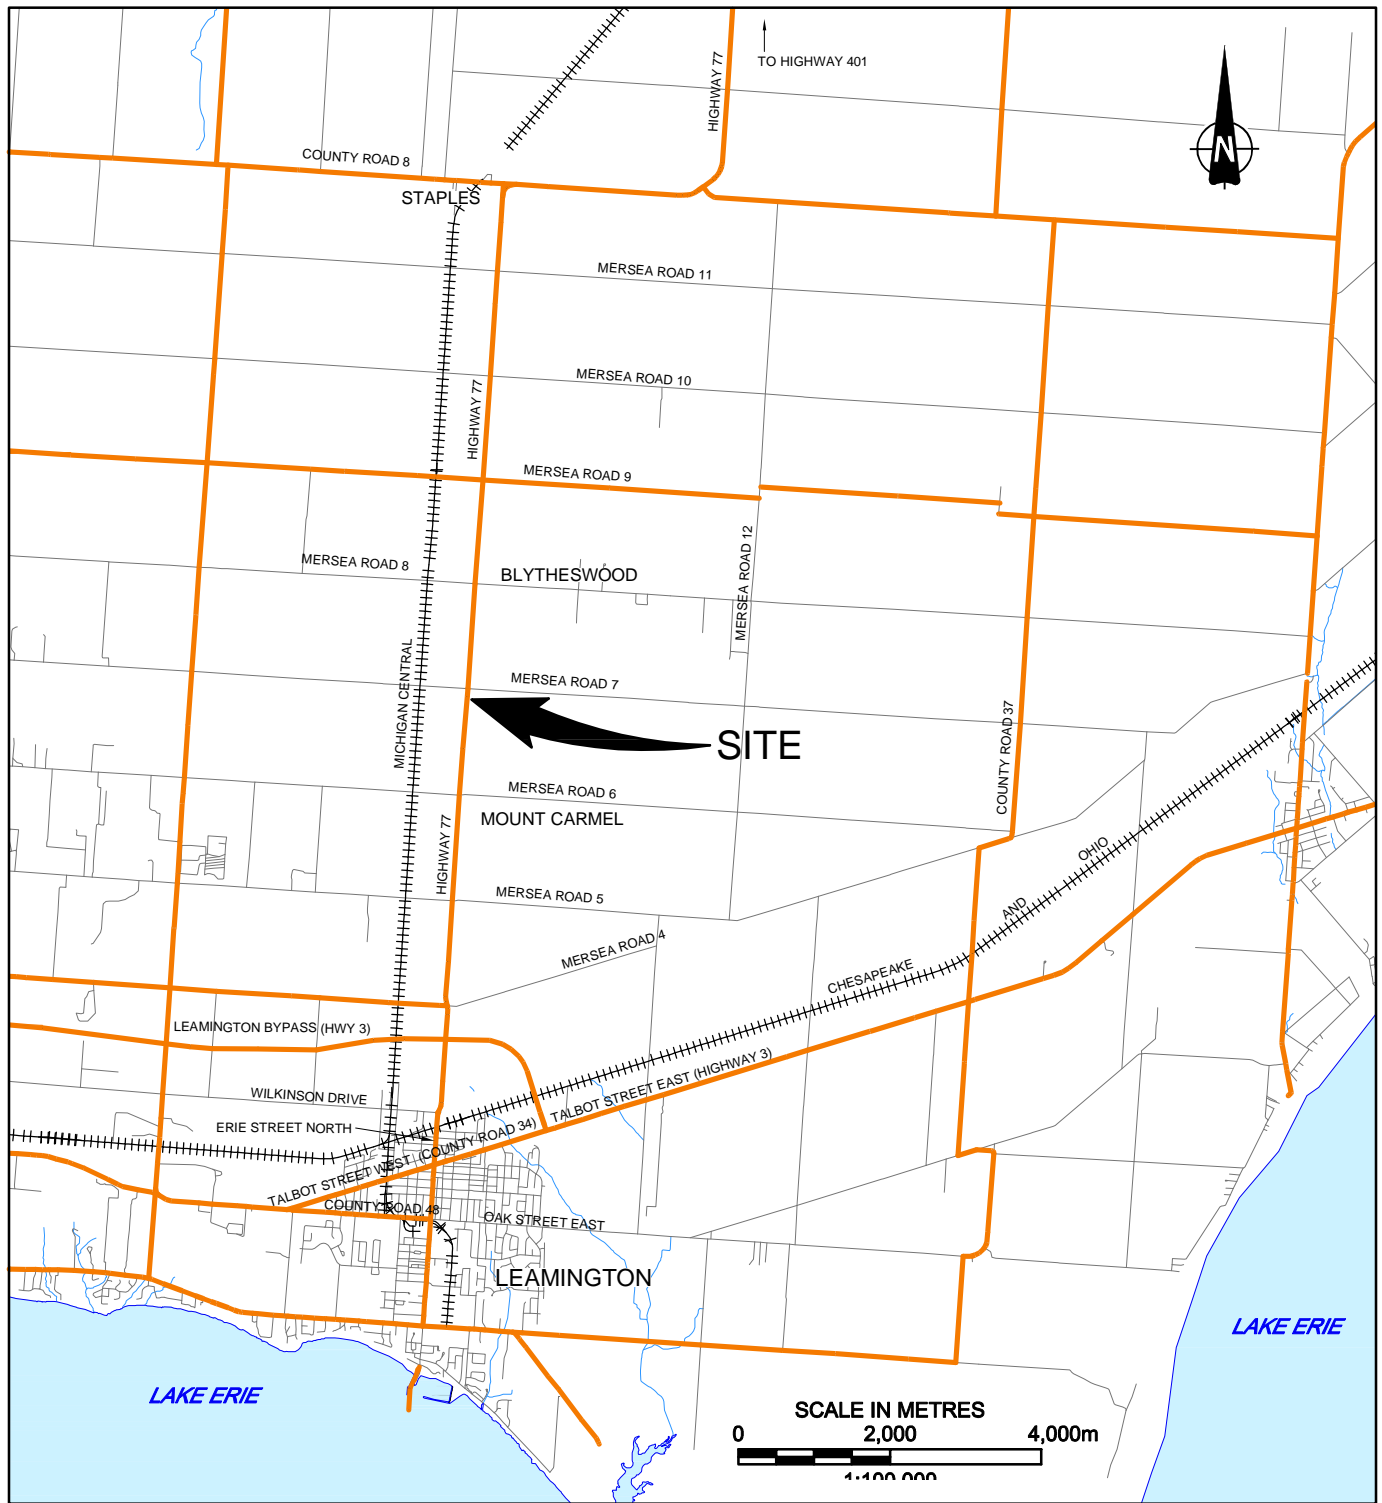 HIGHWAY 77
TO HIGHWAY 401
N
COUNTY ROAD 8
STAPLES
MERSEA ROAD 11
MERSEA ROAD 10
HIGHWAY 77
MERSEA ROAD 9
MERSEA ROAD 12
MERSEA ROAD 8
BLYTHESWOOD
MICHIGAN CENTRAL
MERSEA ROAD 7
SITE
COUNTY ROAD 37
MERSEA ROAD 6
MOUNT CARMEL
HIGHWAY 77
OHIO
AND
CHESAPEAKE
MERSEA ROAD 5
MERSEA ROAD 4
LEAMINGTON BYPASS (HWY 3)
WILKINSON DRIVE
ERIE STREET NORTH
TALBOT STREET EAST (HIGHWAY 3)
TALBOT STREET WEST (COUNTY ROAD 34)
COUNTY ROAD 48
OAK STREET EAST
LEAMINGTON
LAKE ERIE
LAKE ERIE
SCALE IN METRES
0 2,000 4,000m
1:100,000